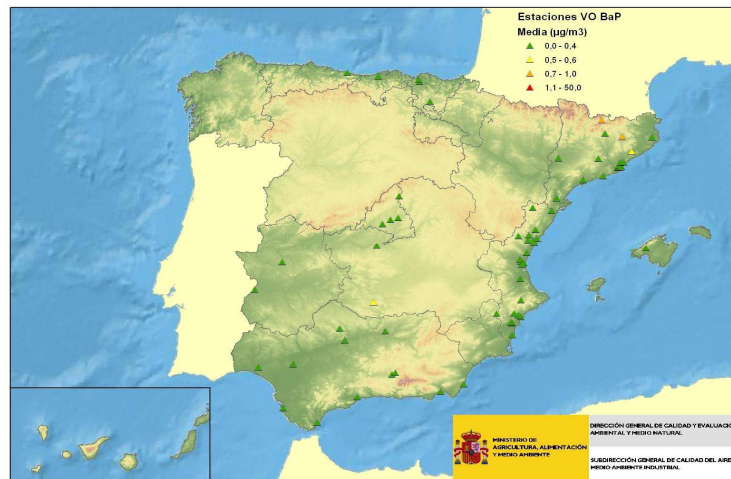 Estaciones VO BaP
Media (µg/m3)
0,0 - 0,4
0,5 - 0,6
0,7 - 1,0
1,1 - 50,0
MINISTERIO DE
AGRICULTURA, ALIMENTACIÓN
Y MEDIO AMBIENTE
DIRECCIÓN GENERAL DE CALIDAD Y EVALUACIÓ
AMBIENTAL Y MEDIO NATURAL
SUBDIRECCIÓN GENERAL DE CALIDAD DEL AIRE
MEDIO AMBIENTE INDUSTRIAL